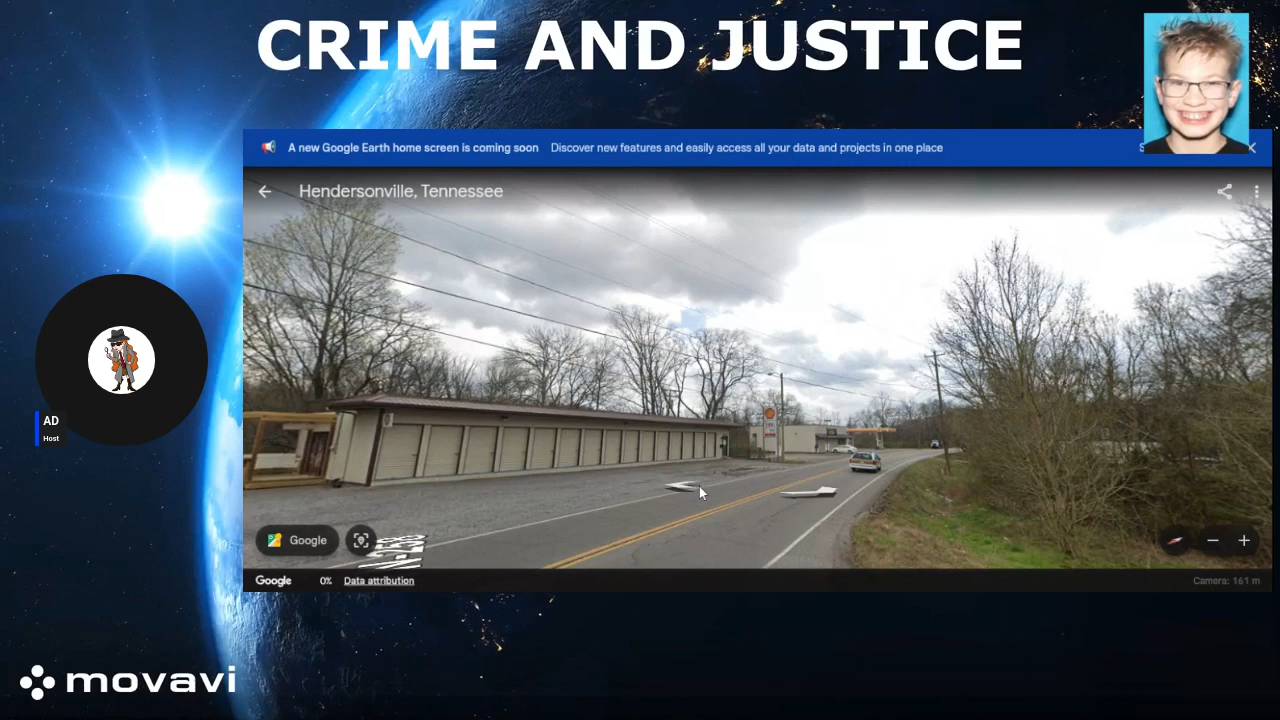 CRIME AND JUSTICE
A new Google Earth home screen is coming soon Discover new features and easily access all your data and projects in one place
Hendersonville, Tennessee
AD
Host
Google
Google 0% Data attribution Camera: 161 m
movavi